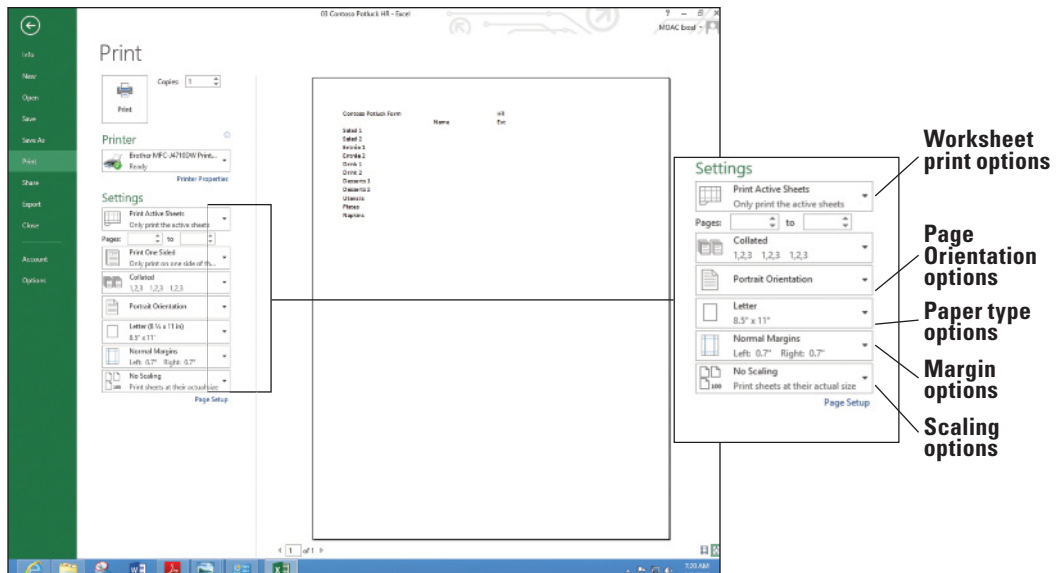 03 Contoso Potluck HR - Excel
? – X
MOAC Excel
Info
New
Open
Save
Save As
Print
Share
Export
Close
Account
Options
Print
Copies: 1
Print
Printer
Brother MFC-J4710DW Print...
Ready
Printer Properties
Settings
Print Active Sheets
Only print the active sheets
Pages: to
Print One Sided
Only print on one side of th...
Collated
1,2,3 1,2,3 1,2,3
Portrait Orientation
Letter (8 ½ x 11 in)
8.5" x 11"
Normal Margins
Left: 0.7" Right: 0.7"
No Scaling
Print sheets at their actual size
100
Page Setup
Contoso Potluck Form HR
Name Ext
Salad 1
Salad 2
Entrée 1
Entrée 2
Drink 1
Drink 2
Desserts 1
Desserts 2
Utensils
Plates
Napkins
1 of 1
7:20 AM
Settings
Print Active Sheets
Only print the active sheets
Pages: to
Collated
1,2,3 1,2,3 1,2,3
Portrait Orientation
Letter
8.5" x 11"
Normal Margins
Left: 0.7" Right: 0.7"
No Scaling
Print sheets at their actual size
100
Page Setup
Worksheet
print options
Page
Orientation
options
Paper type
options
Margin
options
Scaling
options